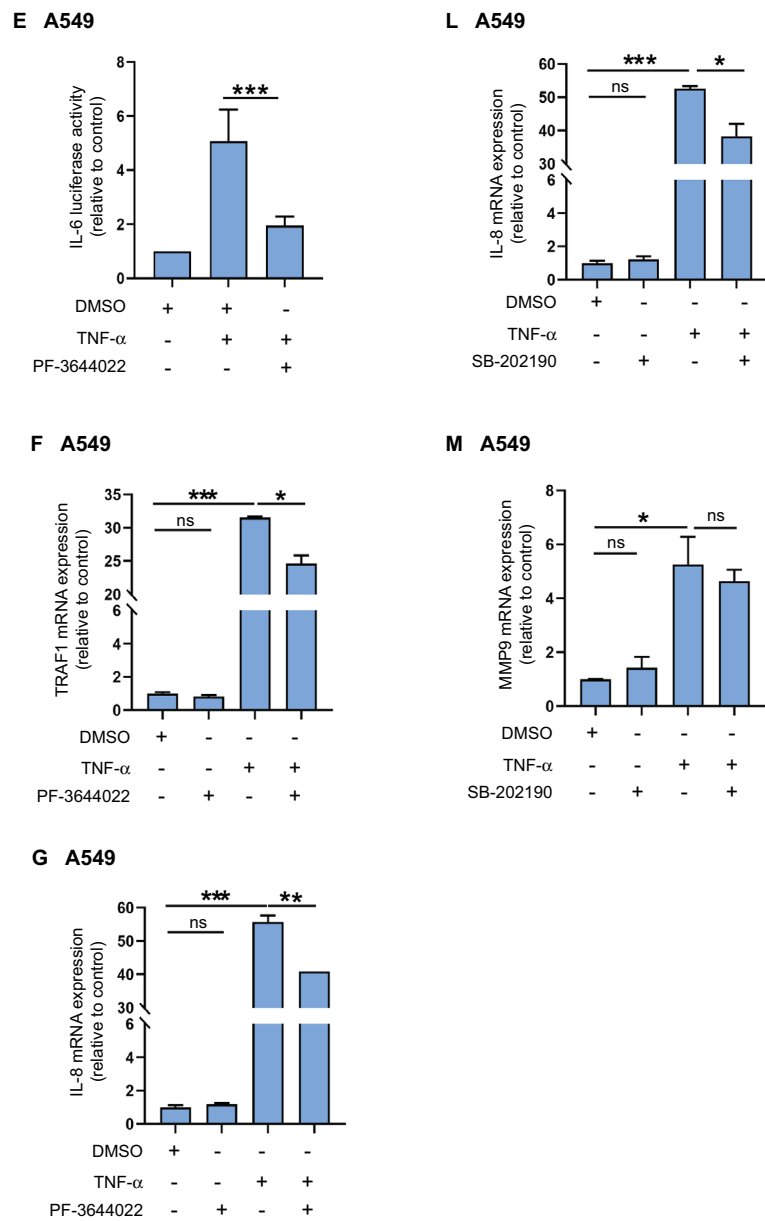 E A549
IL-6 luciferase activity
(relative to control)
8
6
4
2
0
***
DMSO + + -
TNF-α - + +
PF-3644022 - - +
F A549
TRAF1 mRNA expression
(relative to control)
35
30
25
20
6
4
2
0
***
*
ns
DMSO + - - -
TNF-α - - + +
PF-3644022 - + - +
G A549
IL-8 mRNA expression
(relative to control)
60
50
40
30
6
4
2
0
***
**
ns
DMSO + - - -
TNF-α - - + +
PF-3644022 - + - +
L A549
IL-8 mRNA expression
(relative to control)
60
50
40
30
6
4
2
0
***
*
ns
DMSO + - - -
TNF-α - - + +
SB-202190 - + - +
M A549
MMP9 mRNA expression
(relative to control)
8
6
4
2
0
*
ns
ns
DMSO + - - -
TNF-α - - + +
SB-202190 - + - +